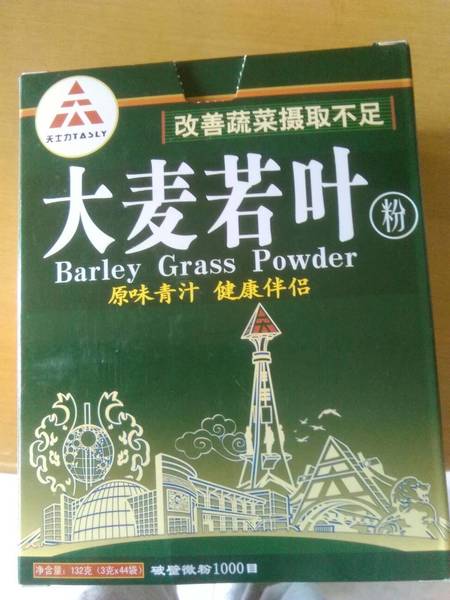 天士力TASLY
改善蔬菜摄取不足
大麦若叶粉
Barley Grass Powder
原味青汁 健康伴侣
净含量：132克（3克×44袋）
破壁微粉1000目